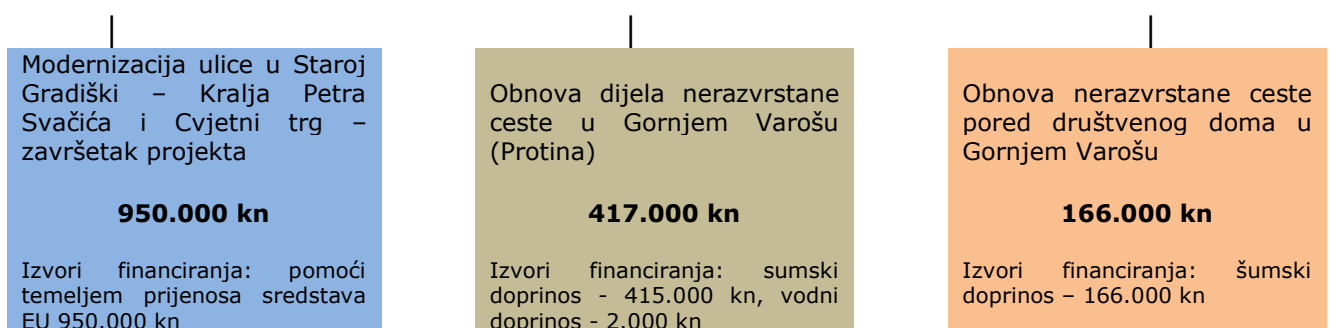 Modernizacija ulice u Staroj
Gradiški – Kralja Petra
Svačića i Cvjetni trg –
završetak projekta
950.000 kn
Izvori financiranja: pomoći
temeljem prijenosa sredstava
EU 950.000 kn
Obnova dijela nerazvrstane
ceste u Gornjem Varošu
(Protina)
417.000 kn
Izvori financiranja: sumski
doprinos - 415.000 kn, vodni
doprinos - 2.000 kn
Obnova nerazvrstane ceste
pored društvenog doma u
Gornjem Varošu
166.000 kn
Izvori financiranja: šumski
doprinos – 166.000 kn